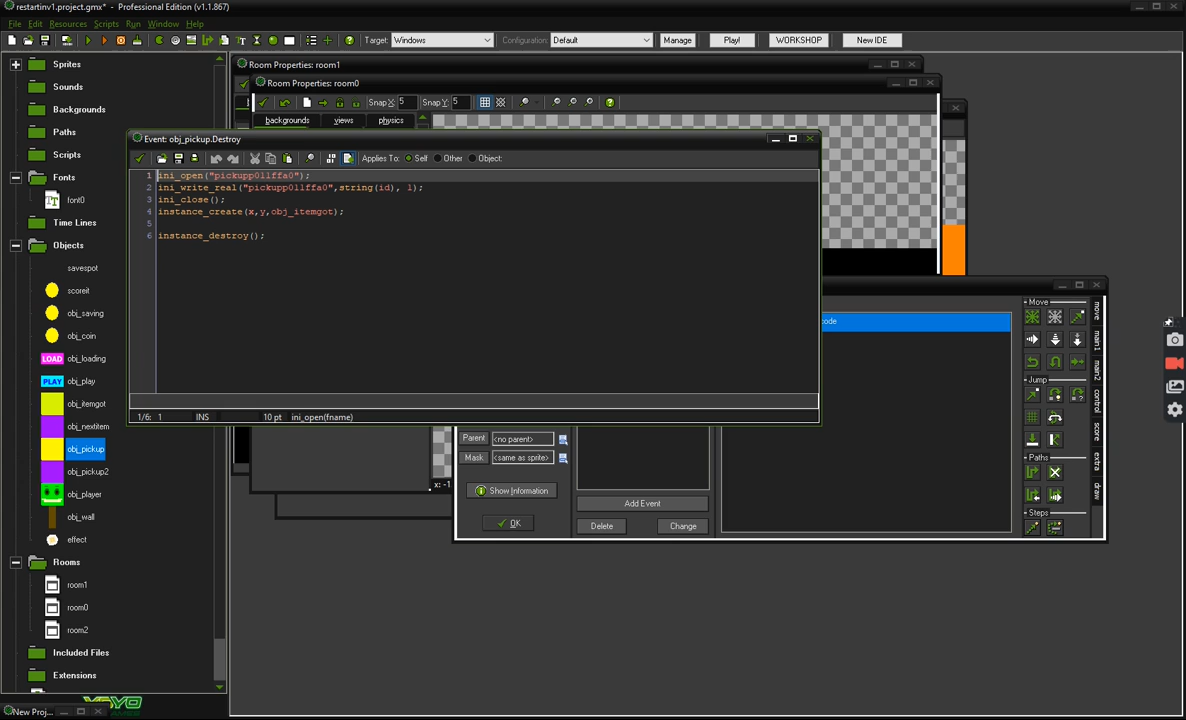 restartinv1.project.gmx* - Professional Edition (v1.1.867)
File Edit Resources Scripts Run Window Help
Target: Windows Configuration: Default Manage Play! WORKSHOP New IDE
Sprites
Sounds
Backgrounds
Paths
Scripts
Fonts
font0
Time Lines
Objects
savespot
scoreit
obj_saving
obj_coin
LOAD obj_loading
PLAY obj_play
obj_itemgot
obj_nextitem
obj_pickup
obj_pickup2
obj_player
obj_wall
effect
Rooms
room1
room0
room2
Included Files
Extensions
YOYO
New Proj...
Room Properties: room1
Room Properties: room0
Snap X: 5 Snap Y: 5
backgrounds views physics
Event: obj_pickup.Destroy
Applies To: Self Other Object:
1 ini_open("pickupp011ffa0");
2 ini_write_real("pickupp011ffa0",string(id), 1);
3 ini_close();
4 instance_create(x,y,obj_itemgot);
5
6 instance_destroy();
1/6: 1 INS 10 pt ini_open(fname)
x: -1
code
Parent <no parent>
Mask <same as sprite>
Show Information
OK
Add Event
Delete Change
Move
Jump
Paths
Steps
move
main1
main2
control
score
extra
draw